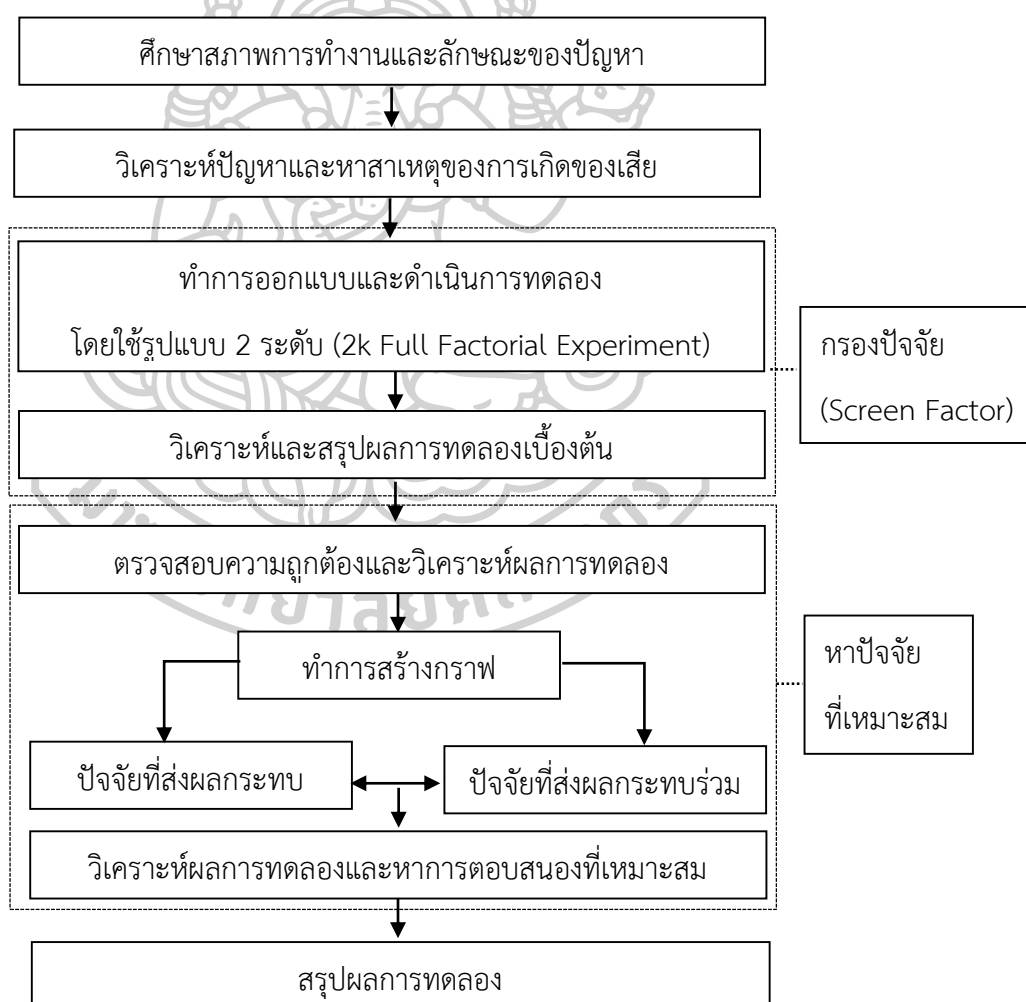 ศึกษาสภาพการทำงานและลักษณะของปัญหา
วิเคราะห์ปัญหาและหาสาเหตุของการเกิดของเสีย
ทำการออกแบบและดำเนินการทดลอง
โดยใช้รูปแบบ 2 ระดับ (2k Full Factorial Experiment)
กรองปัจจัย
(Screen Factor)
วิเคราะห์และสรุปผลการทดลองเบื้องต้น
ตรวจสอบความถูกต้องและวิเคราะห์ผลการทดลอง
ทำการสร้างกราฟ
หาปัจจัย
ที่เหมาะสม
ปัจจัยที่ส่งผลกระทบ
ปัจจัยที่ส่งผลกระทบร่วม
วิเคราะห์ผลการทดลองและหาการตอบสนองที่เหมาะสม
สรุปผลการทดลอง